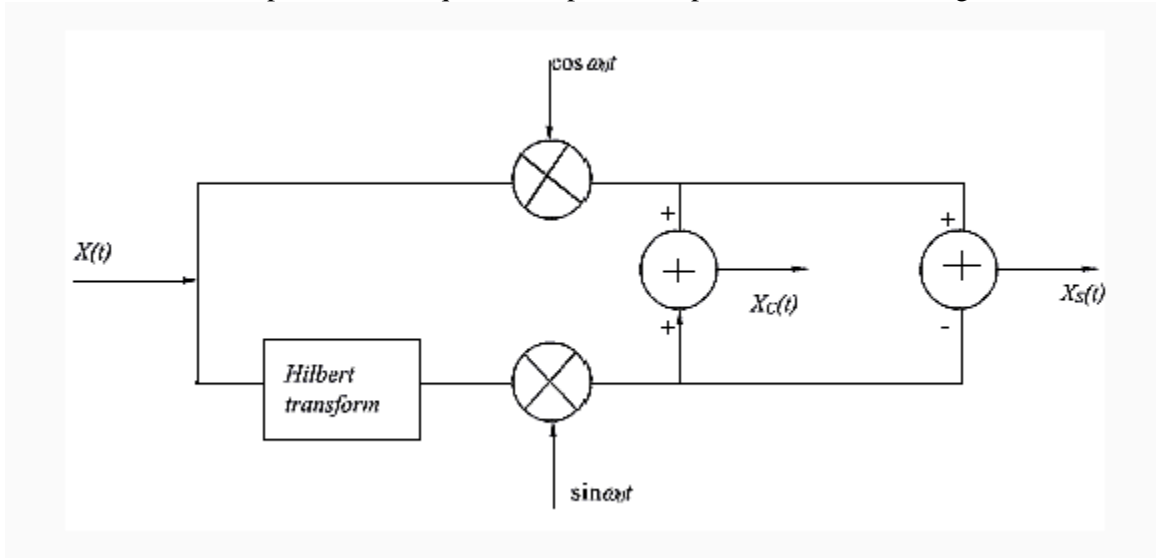 cos ω₀t
+
+
X(t)
+
+
X_C(t)
X_S(t)
+
-
Hilbert
transform
sin ω₀t